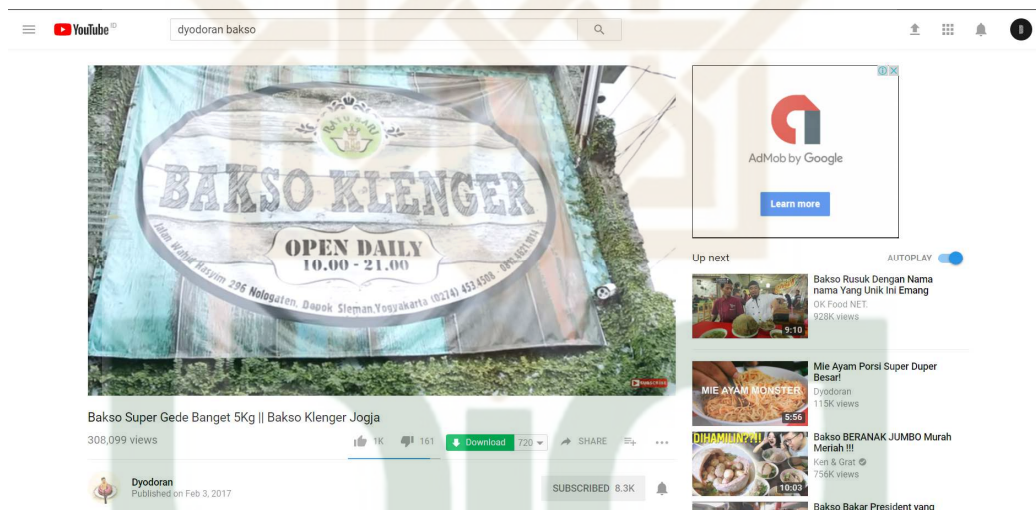 YouTube ID
dyodoran bakso
RATU SARI
BAKSO KLENGER
OPEN DAILY
10.00 - 21.00
Jalan Wahid Hasyim 296 Nologaten, Depok Sleman,Yogyakarta (0274)
SUBSCRIBE
Bakso Super Gede Banget 5Kg || Bakso Klenger Jogja
308,099 views
1K
161
Download
720
SHARE
Dyodoran
Published on Feb 3, 2017
SUBSCRIBED 8.3K
AdMob by Google
Learn more
Up next
AUTOPLAY
9:10
Bakso Rusuk Dengan Nama
nama Yang Unik Ini Emang
OK Food NET.
928K views
MIE AYAM MONSTER
5:56
Mie Ayam Porsi Super Duper
Besar!
Dyodoran
115K views
DIHAMILIN??!!
10:03
Bakso BERANAK JUMBO Murah
Meriah !!!
Ken & Grat
756K views
Bakso Bakar President yang